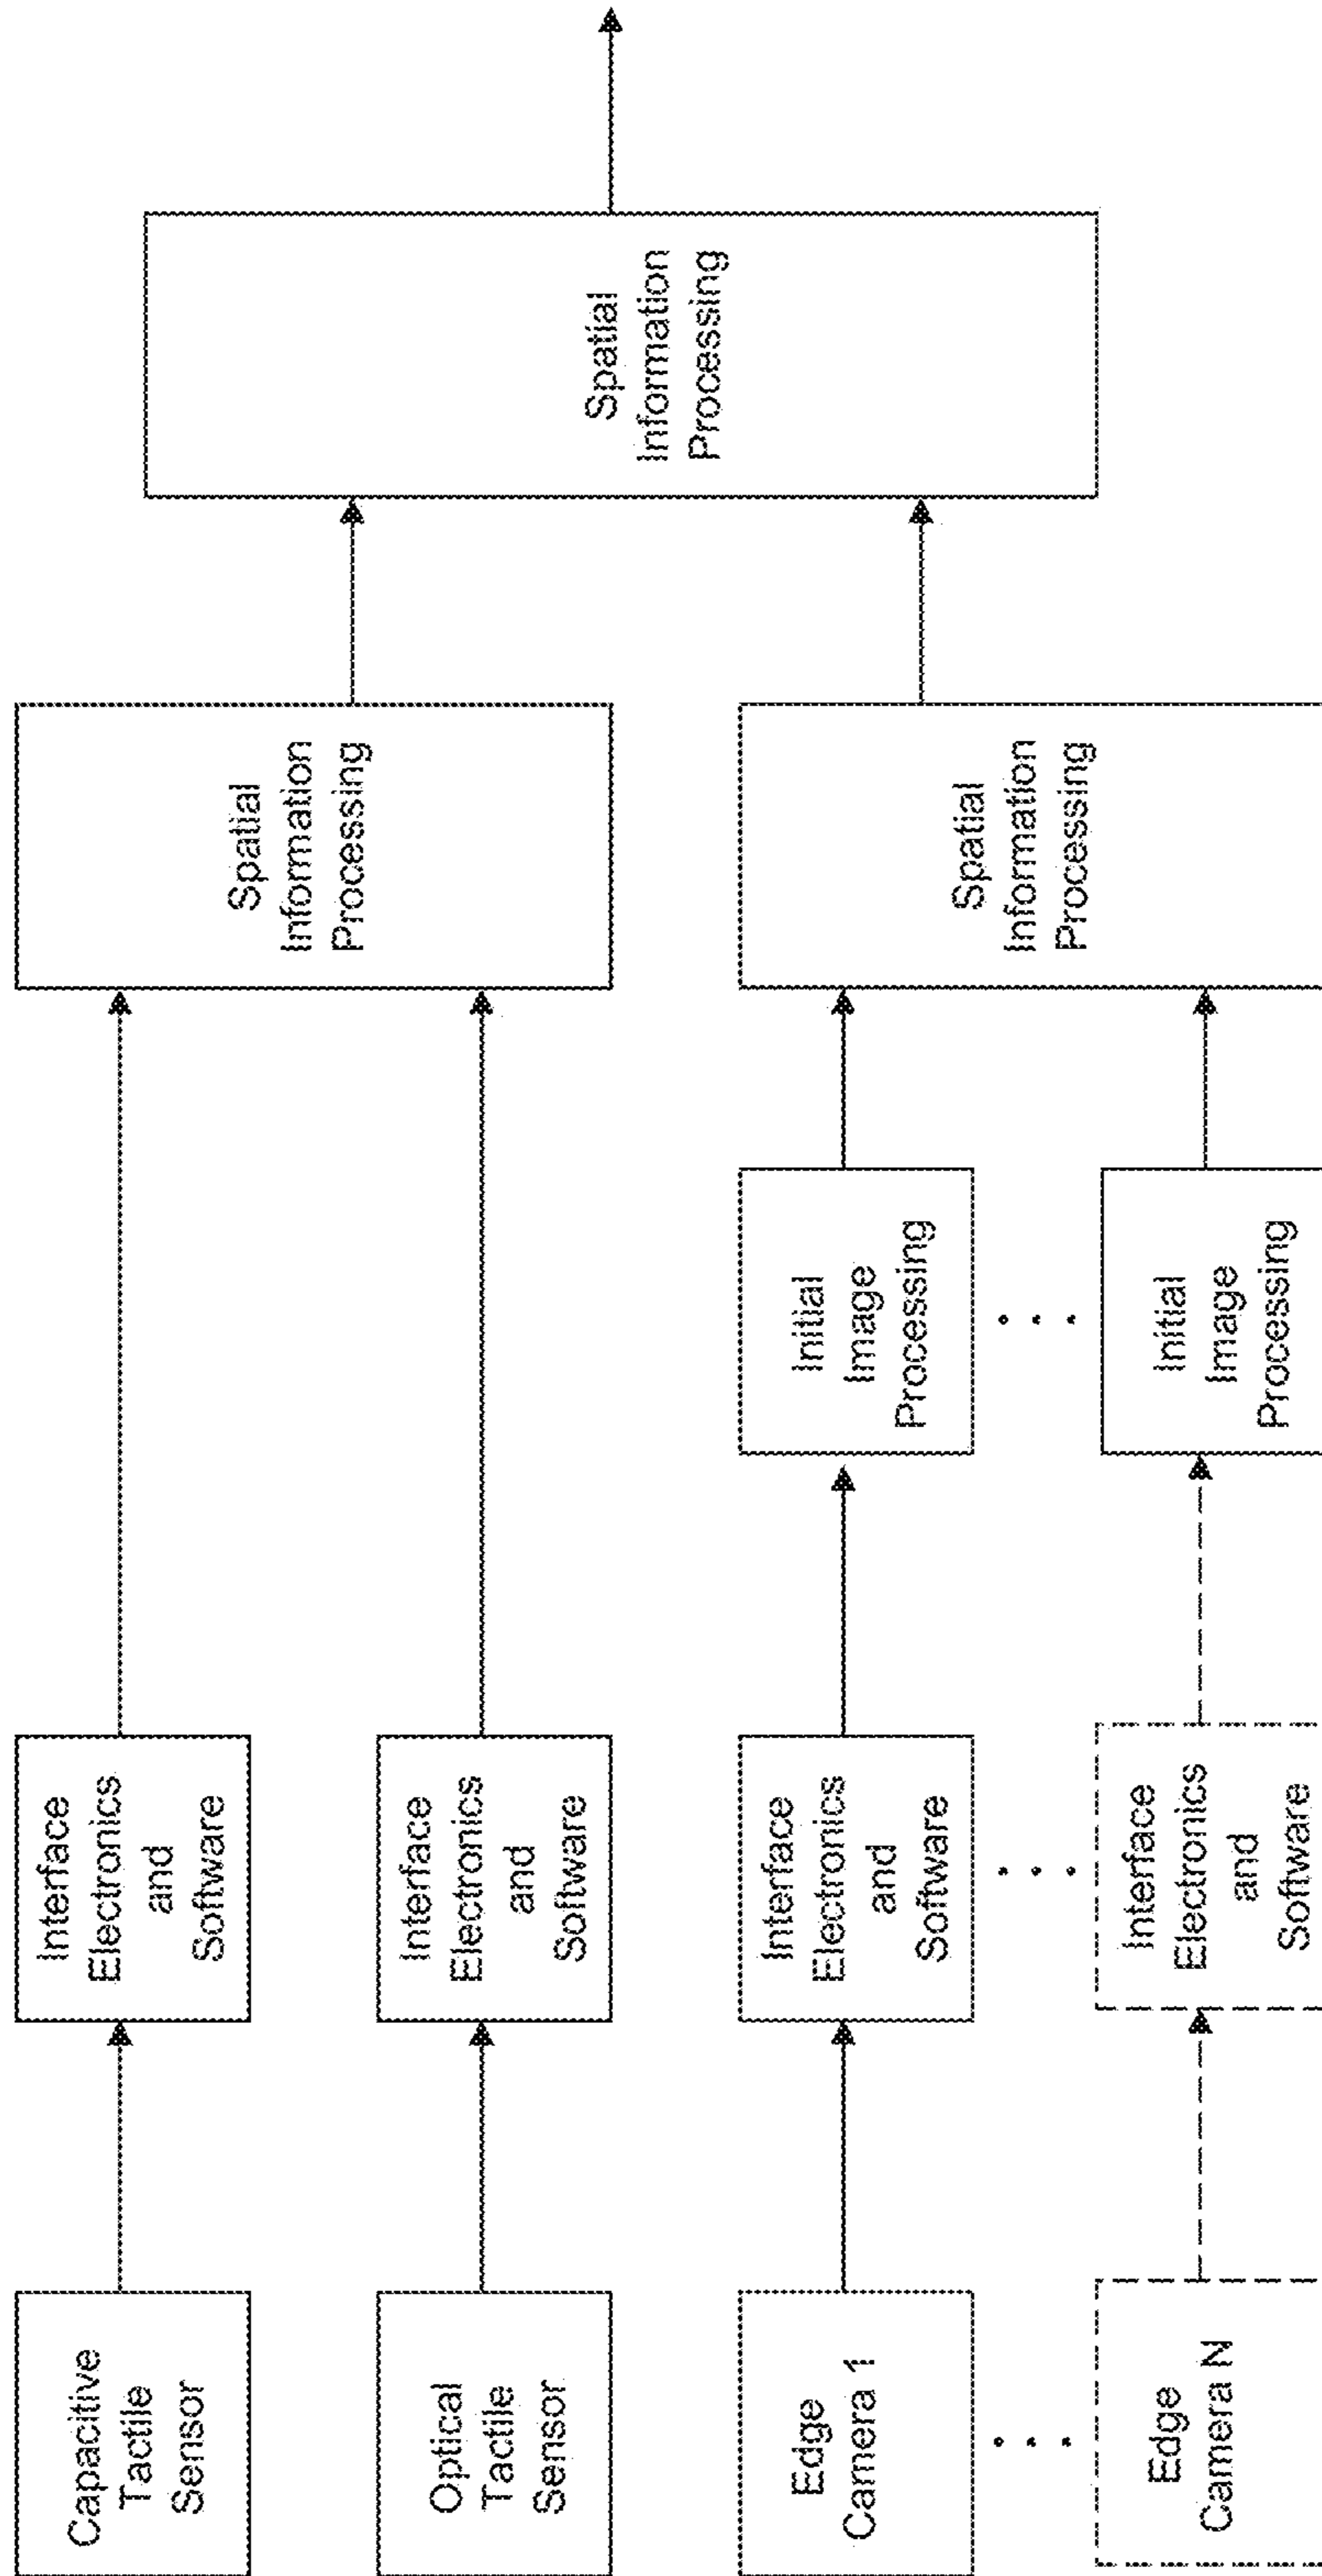 Capacitive
Tactile
Sensor
Interface
Electronics
and
Software
Spatial
Information
Processing
Optical
Tactile
Sensor
Interface
Electronics
and
Software
Spatial
Information
Processing
Edge
Camera 1
Interface
Electronics
and
Software
Initial
Image
Processing
Spatial
Information
Processing
Edge
Camera N
Interface
Electronics
and
Software
Initial
Image
Processing